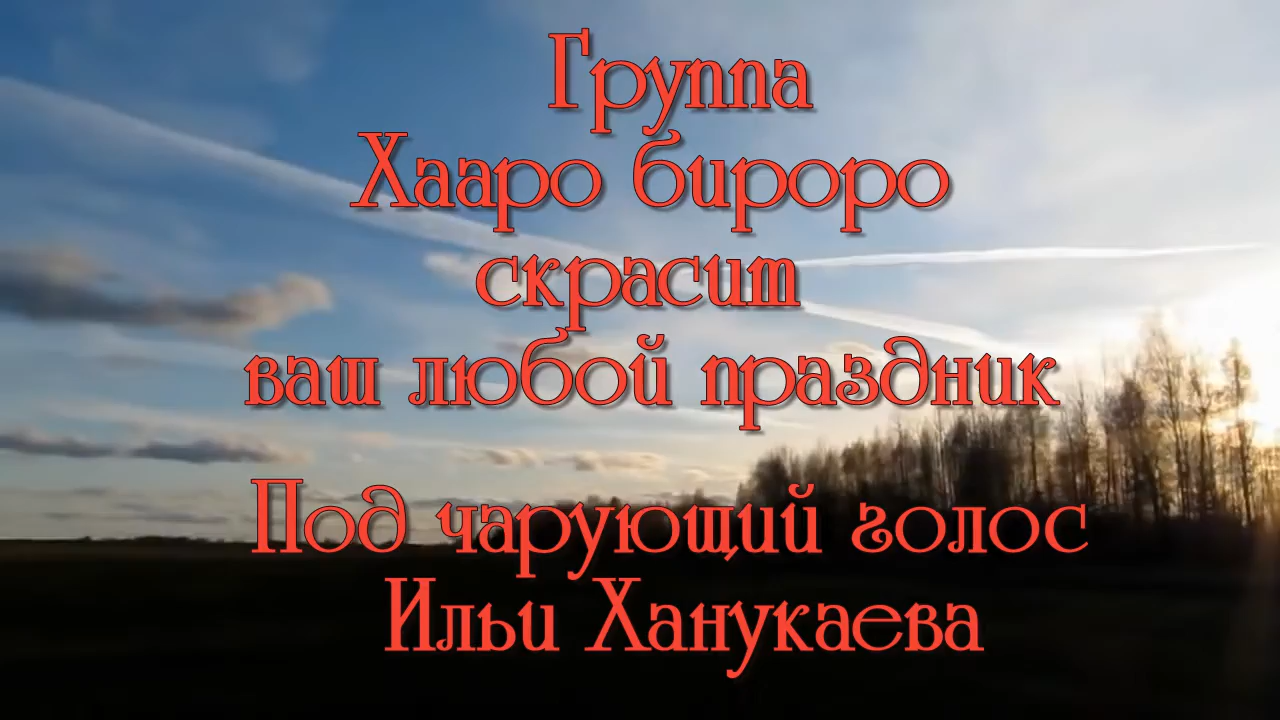 Группа
Хааро бироро
скрасит
ваш любой праздник
Под чарующий голос
Ильи Ханукаева